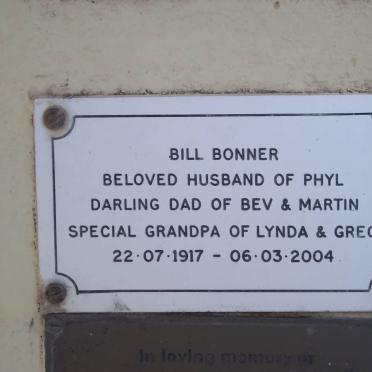 BILL BONNER
BELOVED HUSBAND OF PHYL
DARLING DAD OF BEV & MARTIN
SPECIAL GRANDPA OF LYNDA & GREG
22·07·1917 – 06·03·2004
In loving memory of